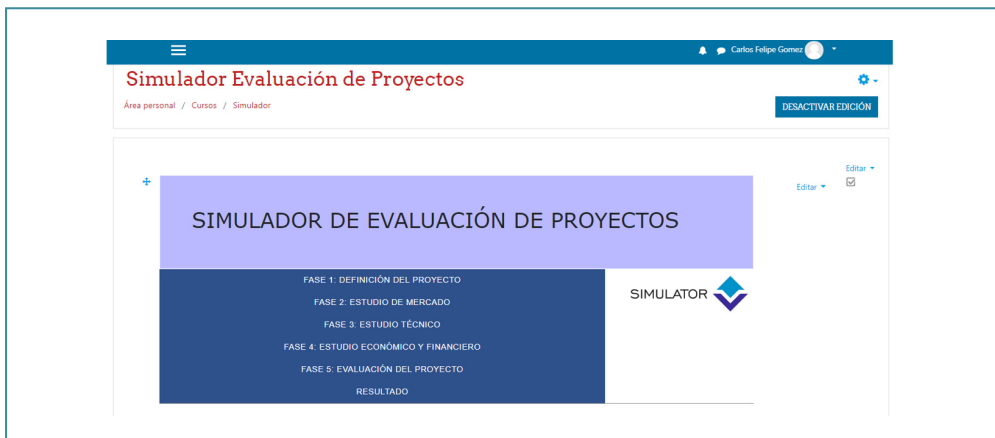 Carlos Felipe Gomez
Simulador Evaluación de Proyectos
Área personal / Cursos / Simulador
DESACTIVAR EDICIÓN
Editar
Editar
SIMULADOR DE EVALUACIÓN DE PROYECTOS
FASE 1: DEFINICIÓN DEL PROYECTO
FASE 2: ESTUDIO DE MERCADO
FASE 3: ESTUDIO TÉCNICO
FASE 4: ESTUDIO ECONÓMICO Y FINANCIERO
FASE 5: EVALUACIÓN DEL PROYECTO
RESULTADO
SIMULATOR